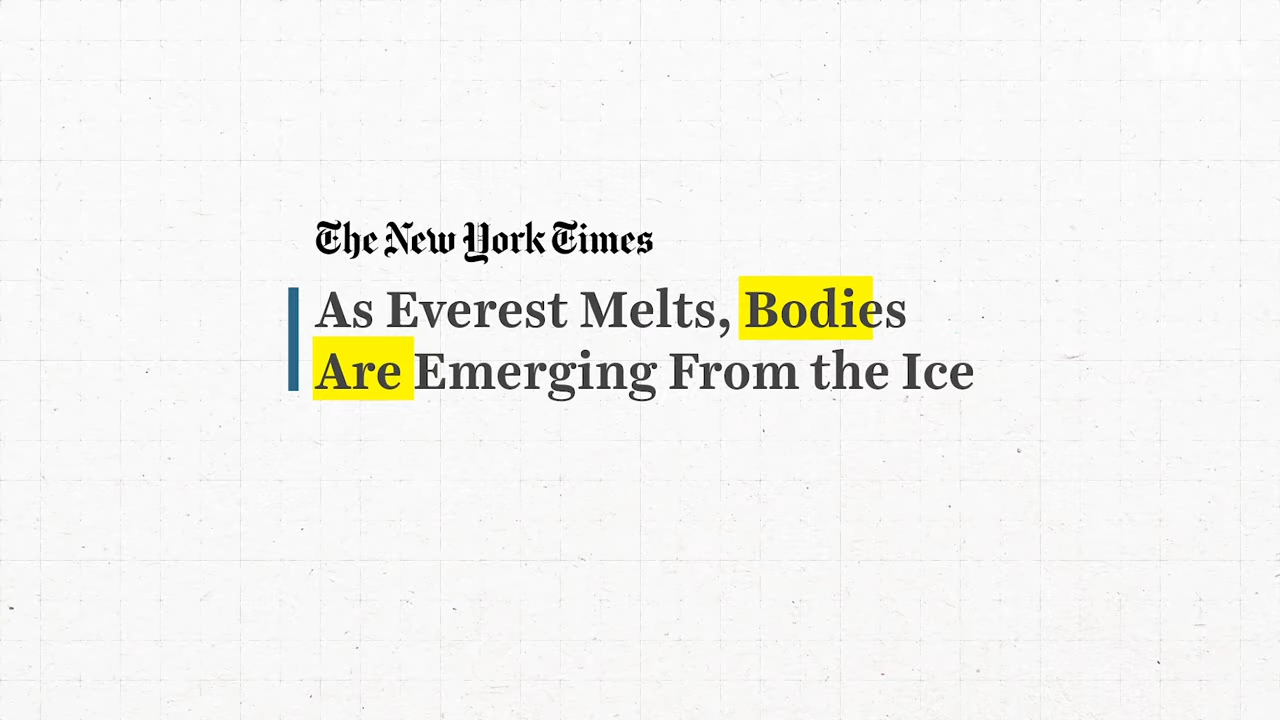 The New York Times
As Everest Melts, Bodies
Are Emerging From the Ice